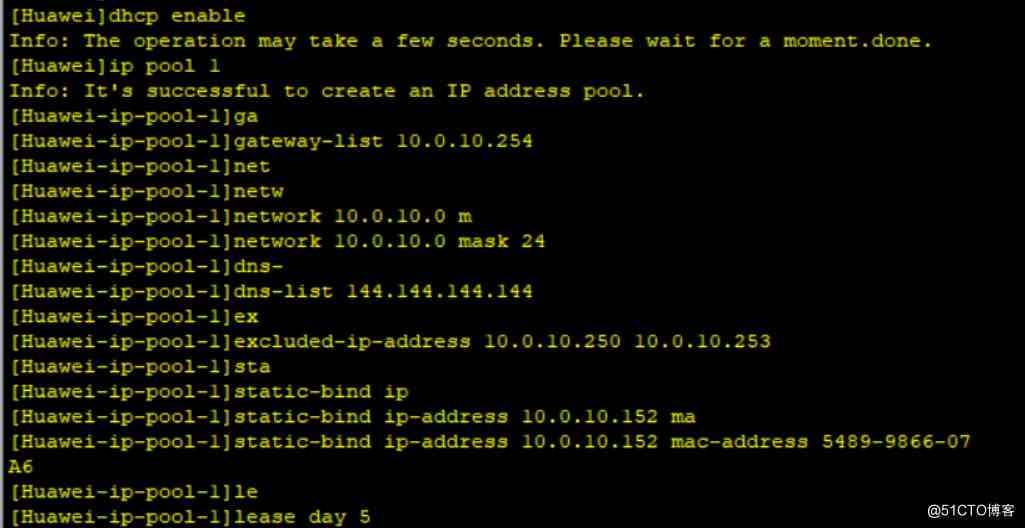 [Huawei]dhcp enable
Info: The operation may take a few seconds. Please wait for a moment.done.
[Huawei]ip pool 1
Info: It's successful to create an IP address pool.
[Huawei-ip-pool-1]ga
[Huawei-ip-pool-1]gateway-list 10.0.10.254
[Huawei-ip-pool-1]net
[Huawei-ip-pool-1]netw
[Huawei-ip-pool-1]network 10.0.10.0 m
[Huawei-ip-pool-1]network 10.0.10.0 mask 24
[Huawei-ip-pool-1]dns-
[Huawei-ip-pool-1]dns-list 144.144.144.144
[Huawei-ip-pool-1]ex
[Huawei-ip-pool-1]excluded-ip-address 10.0.10.250 10.0.10.253
[Huawei-ip-pool-1]sta
[Huawei-ip-pool-1]static-bind ip
[Huawei-ip-pool-1]static-bind ip-address 10.0.10.152 ma
[Huawei-ip-pool-1]static-bind ip-address 10.0.10.152 mac-address 5489-9866-07
A6
[Huawei-ip-pool-1]le
[Huawei-ip-pool-1]lease day 5
@51CTO博客